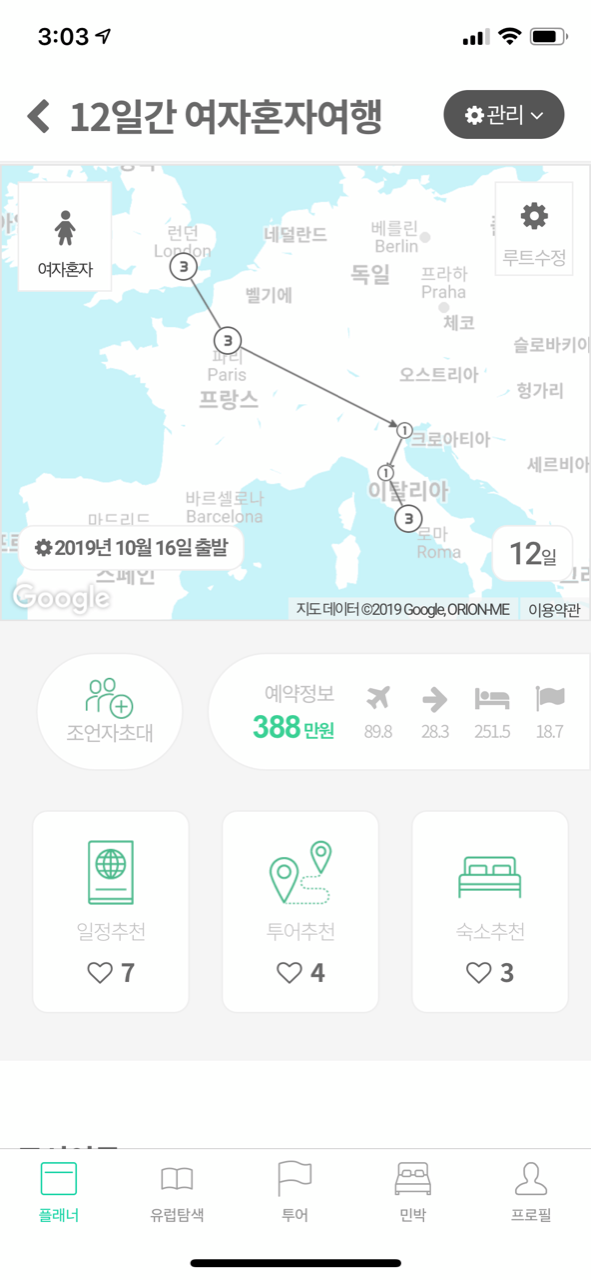 3:03
12일간 여자혼자여행
관리
여자혼자
루트수정
런던
London
네덜란드
베를린
Berlin
독일
프라하
Praha
벨기에
체코
슬로바키아
3
3
파리
Paris
프랑스
오스트리아
헝가리
1
크로아티아
1
이탈리아
세르비아
바르셀로나
Barcelona
마드리드
3
로마
Roma
2019년 10월 16일 출발
12일
스페인
Google
지도 데이터 ©2019 Google, ORION-ME
이용약관
조언자초대
예약정보
388 만원
89.8
28.3
251.5
18.7
일정추천
7
투어추천
4
숙소추천
3
플래너
유럽탐색
투어
민박
프로필